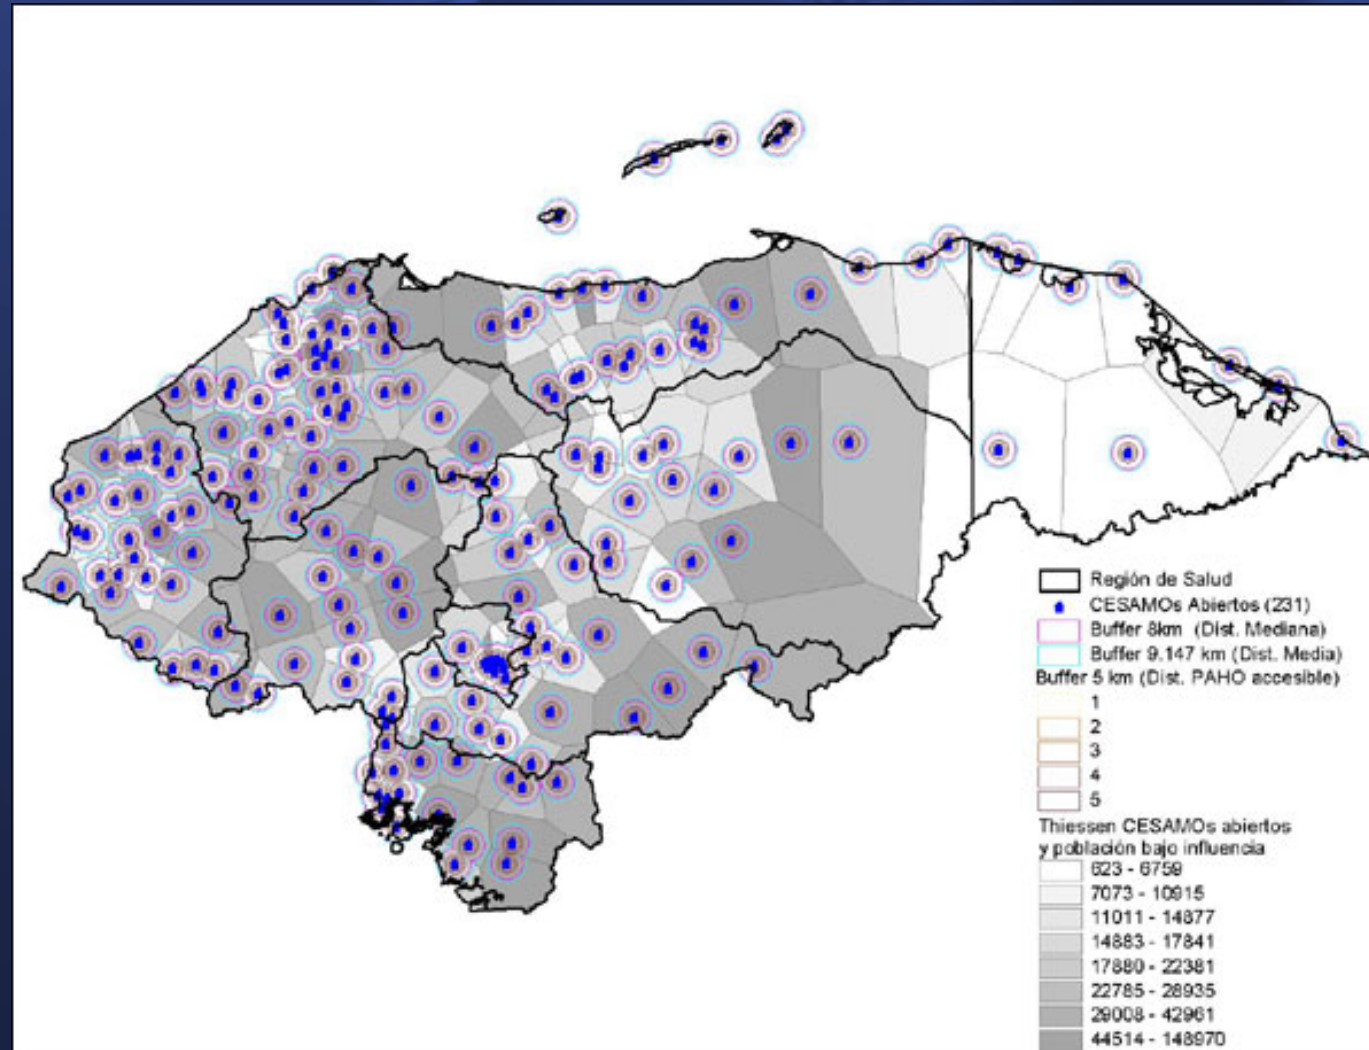 Región de Salud
CESAMOs Abiertos (231)
Buffer 8km (Dist. Mediana)
Buffer 9.147 km (Dist. Media)
Buffer 5 km (Dist. PAHO accesible)
1
2
3
4
5
Thiessen CESAMOs abiertos
y población bajo influencia
623 - 6759
7073 - 10915
11011 - 14877
14883 - 17841
17880 - 22381
22785 - 28935
29008 - 42961
44514 - 148970